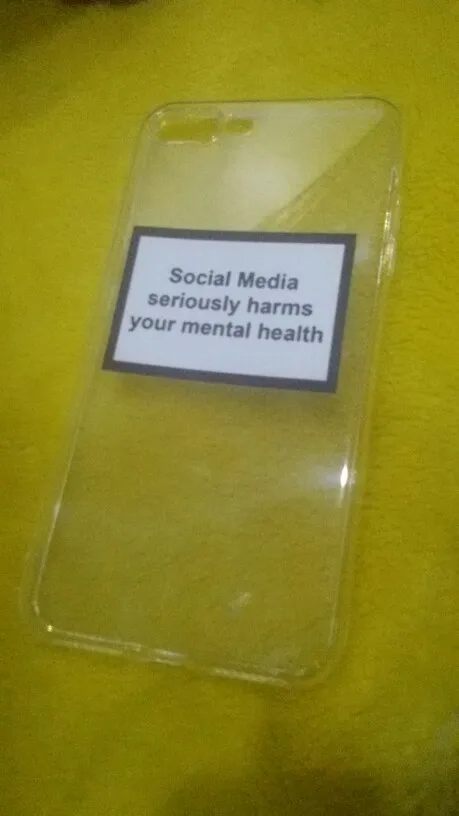 Social Media
seriously harms
your mental health